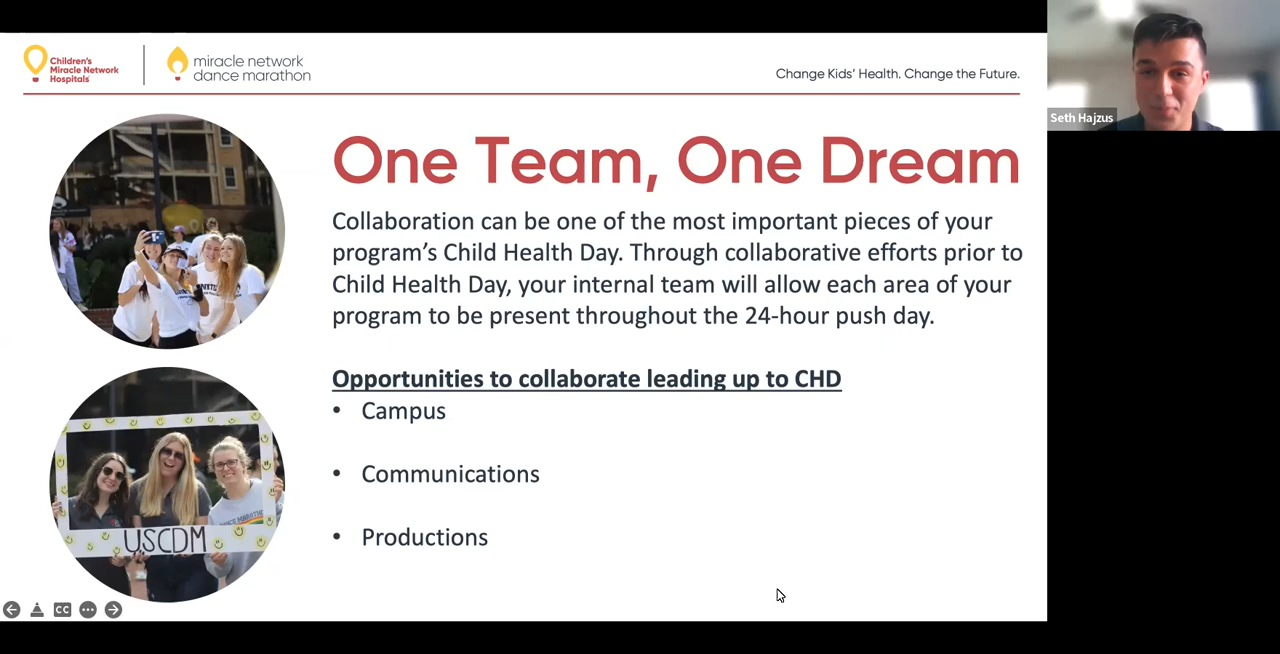 Children's
Miracle Network
Hospitals
miracle network
dance marathon
Change Kids' Health. Change the Future.
Seth Hajzus
One Team, One Dream
Collaboration can be one of the most important pieces of your
program's Child Health Day. Through collaborative efforts prior to
Child Health Day, your internal team will allow each area of your
program to be present throughout the 24-hour push day.
Opportunities to collaborate leading up to CHD
• Campus
• Communications
• Productions
USCDM
CC